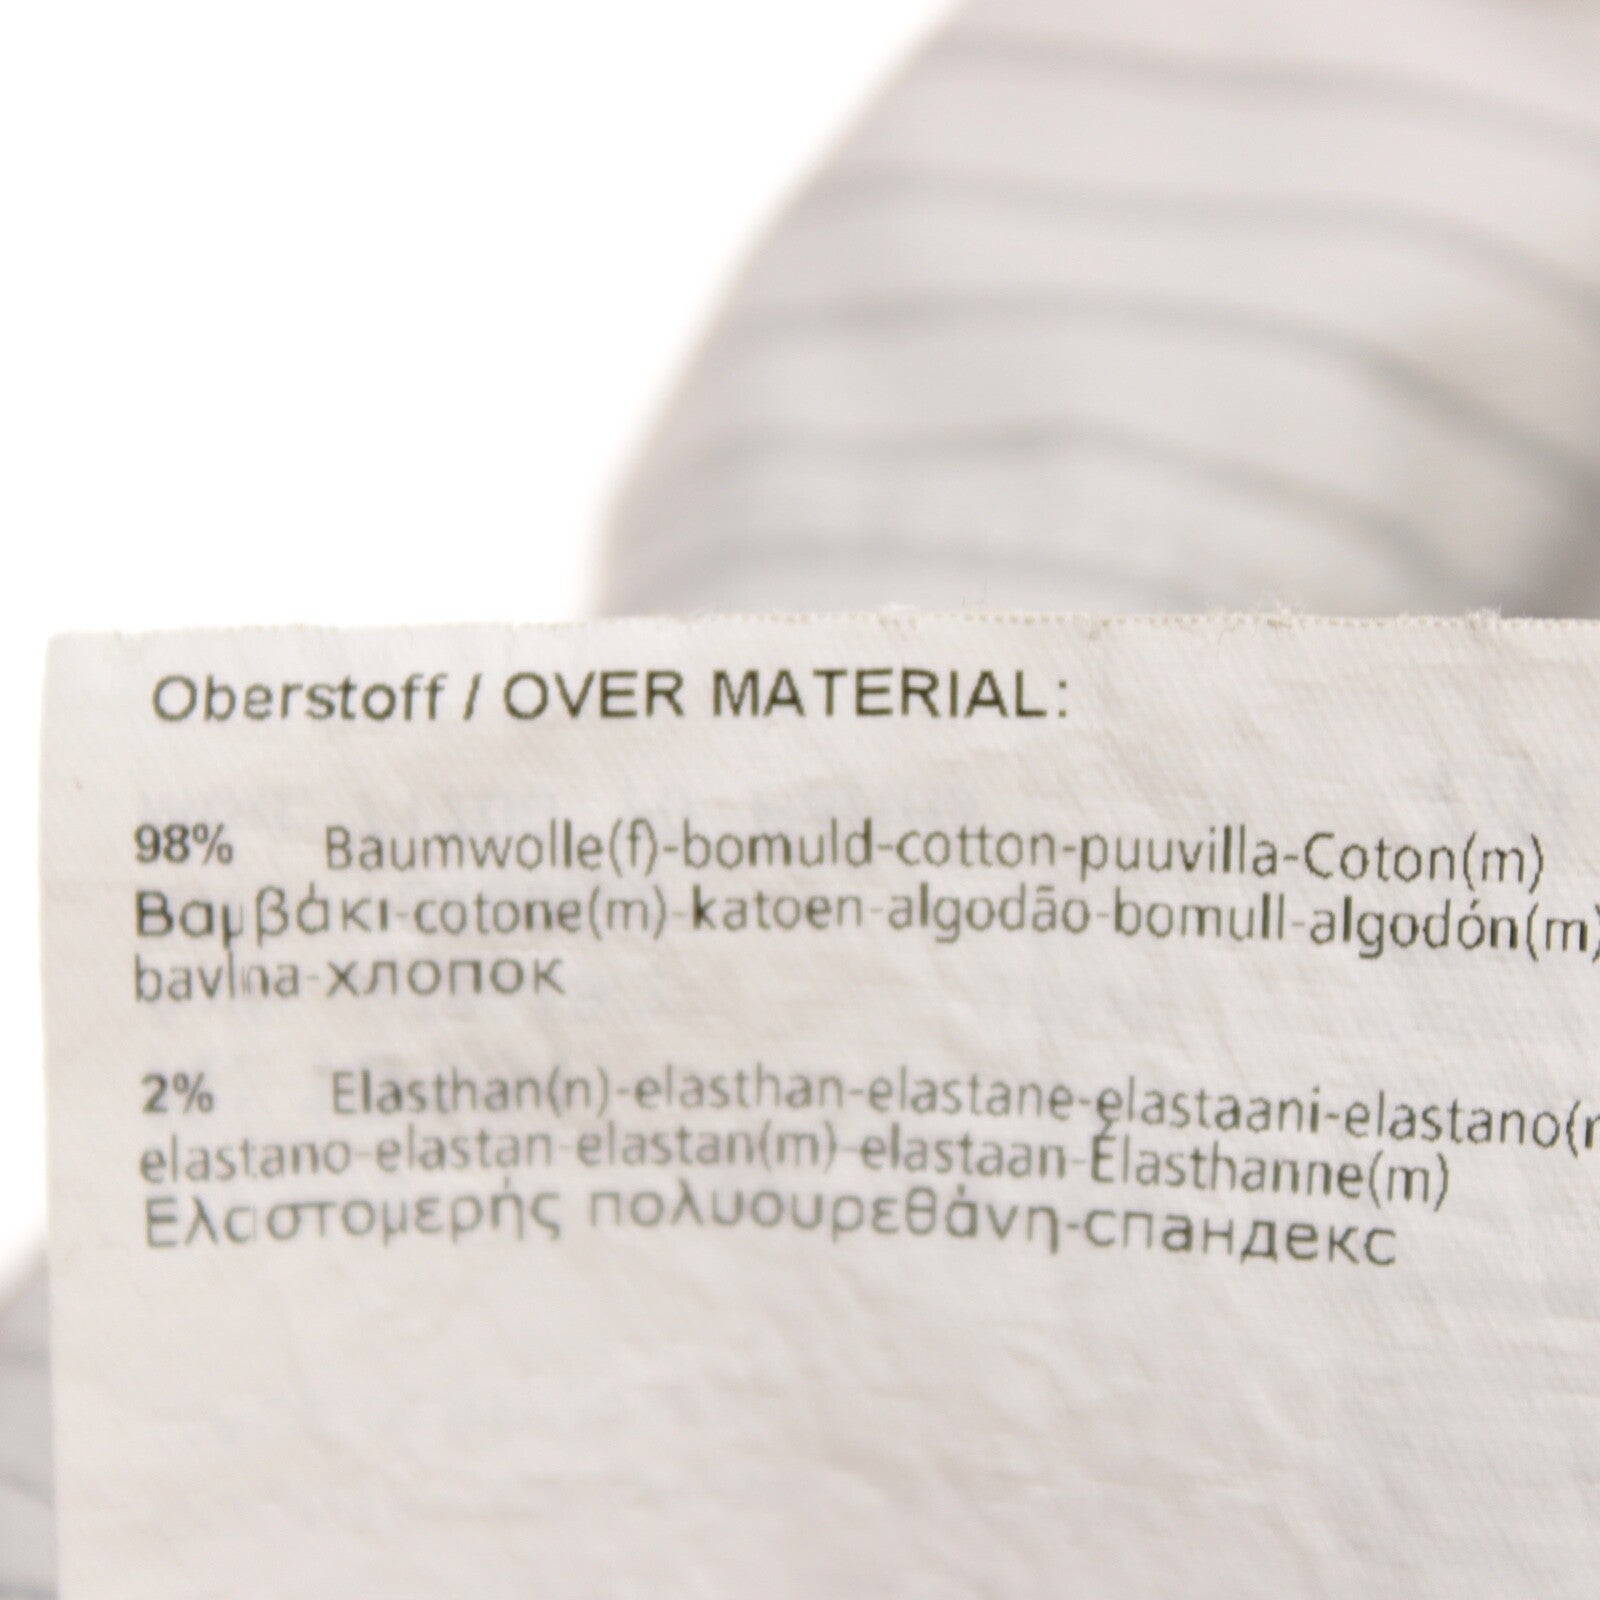 Oberstoff / OVER MATERIAL:
98% Baumwolle(f)-bomuld-cotton-puuvilla-Coton(m)
Βαμβάκι-cotone(m)-katoen-algodão-bomull-algodón(m)
bavlna-хлопок
2% Elasthan(n)-elasthan-elastane-elastaani-elastano(
elastano-elastan-elastan(m)-elastaan-Élasthanne(m)
Ελαστομερής πολυουρεθάνη-спандекс